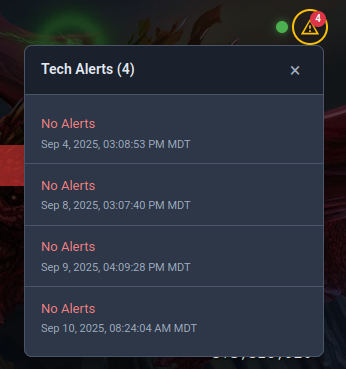 4
Tech Alerts (4)
×
No Alerts
Sep 4, 2025, 03:08:53 PM MDT
No Alerts
Sep 8, 2025, 03:07:40 PM MDT
No Alerts
Sep 9, 2025, 04:09:28 PM MDT
No Alerts
Sep 10, 2025, 08:24:04 AM MDT